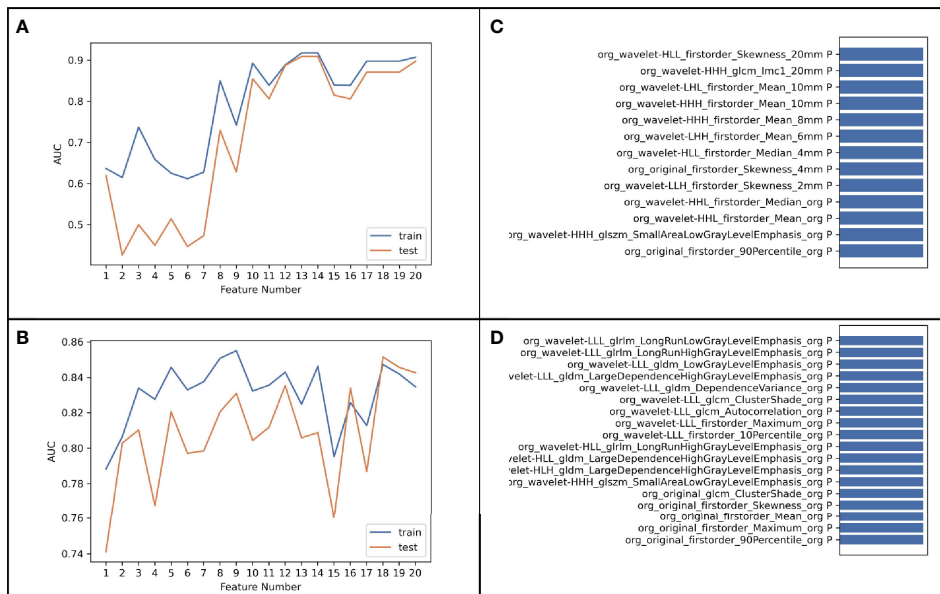 A
0.9
0.8
0.7
0.6
0.5
AUC
train
test
1 2 3 4 5 6 7 8 9 10 11 12 13 14 15 16 17 18 19 20
Feature Number
C
org_wavelet-HLL_firstorder_Skewness_20mm P
org_wavelet-HHH_glcm_Imc1_20mm P
org_wavelet-LHL_firstorder_Mean_10mm P
org_wavelet-HHH_firstorder_Mean_10mm P
org_wavelet-HHH_firstorder_Mean_8mm P
org_wavelet-LHH_firstorder_Mean_6mm P
org_wavelet-HLL_firstorder_Median_4mm P
org_original_firstorder_Skewness_4mm P
org_wavelet-LLH_firstorder_Skewness_2mm P
org_wavelet-HHL_firstorder_Median_org P
org_wavelet-HHL_firstorder_Mean_org P
org_wavelet-HHH_glszm_SmallAreaLowGrayLevelEmphasis_org P
org_original_firstorder_90Percentile_org P
B
0.86
0.84
0.82
0.80
0.78
0.76
0.74
AUC
train
test
1 2 3 4 5 6 7 8 9 10 11 12 13 14 15 16 17 18 19 20
Feature Number
D
org_wavelet-LLL_glrlm_LongRunLowGrayLevelEmphasis_org P
org_wavelet-LLL_glrlm_LongRunHighGrayLevelEmphasis_org P
org_wavelet-LLL_gldm_LowGrayLevelEmphasis_org P
velet-LLL_gldm_LargeDependenceHighGrayLevelEmphasis_org P
org_wavelet-LLL_gldm_DependenceVariance_org P
org_wavelet-LLL_glcm_ClusterShade_org P
org_wavelet-LLL_glcm_Autocorrelation_org P
org_wavelet-LLL_firstorder_Maximum_org P
org_wavelet-LLL_firstorder_10Percentile_org P
org_wavelet-HLL_glrlm_LongRunHighGrayLevelEmphasis_org P
velet-HLL_gldm_LargeDependenceHighGrayLevelEmphasis_org P
velet-HLH_gldm_LargeDependenceHighGrayLevelEmphasis_org P
org_wavelet-HHH_glszm_SmallAreaLowGrayLevelEmphasis_org P
org_original_glcm_ClusterShade_org P
org_original_firstorder_Skewness_org P
org_original_firstorder_Mean_org P
org_original_firstorder_Maximum_org P
org_original_firstorder_90Percentile_org P